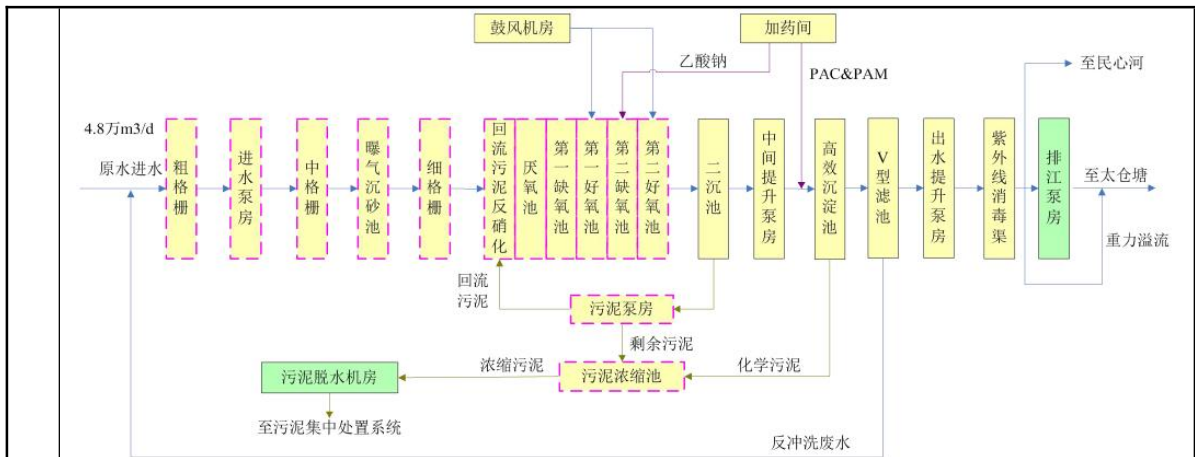 鼓风机房
加药间
乙酸钠
PAC&PAM
至民心河
4.8万m3/d
原水进水
粗格栅
进水泵房
中格栅
曝气沉砂池
细格栅
回流污泥反硝化
厌氧池
第一缺氧池
第一好氧池
第二缺氧池
第二好氧池
二沉池
中间提升泵房
高效沉淀池
V型滤池
出水提升泵房
紫外线消毒渠
排江泵房
至太仓塘
重力溢流
回流
污泥
污泥泵房
剩余污泥
污泥脱水机房
浓缩污泥
污泥浓缩池
化学污泥
至污泥集中处置系统
反冲洗废水